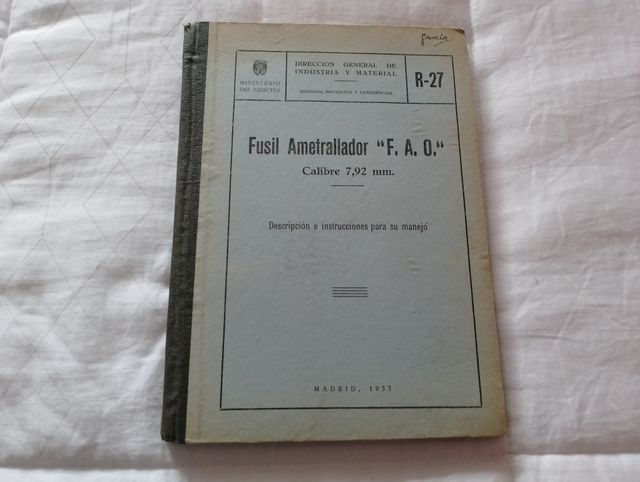 García
MINISTERIO
DEL EJERCITO
DIRECCION GENERAL DE
INDUSTRIA Y MATERIAL
ESTUDIOS, PROYECTOS Y EXPERIENCIAS
R-27
Fusil Ametrallador "F. A. O."
Calibre 7,92 mm.
Descripción e instrucciones para su manejo
MADRID, 1953